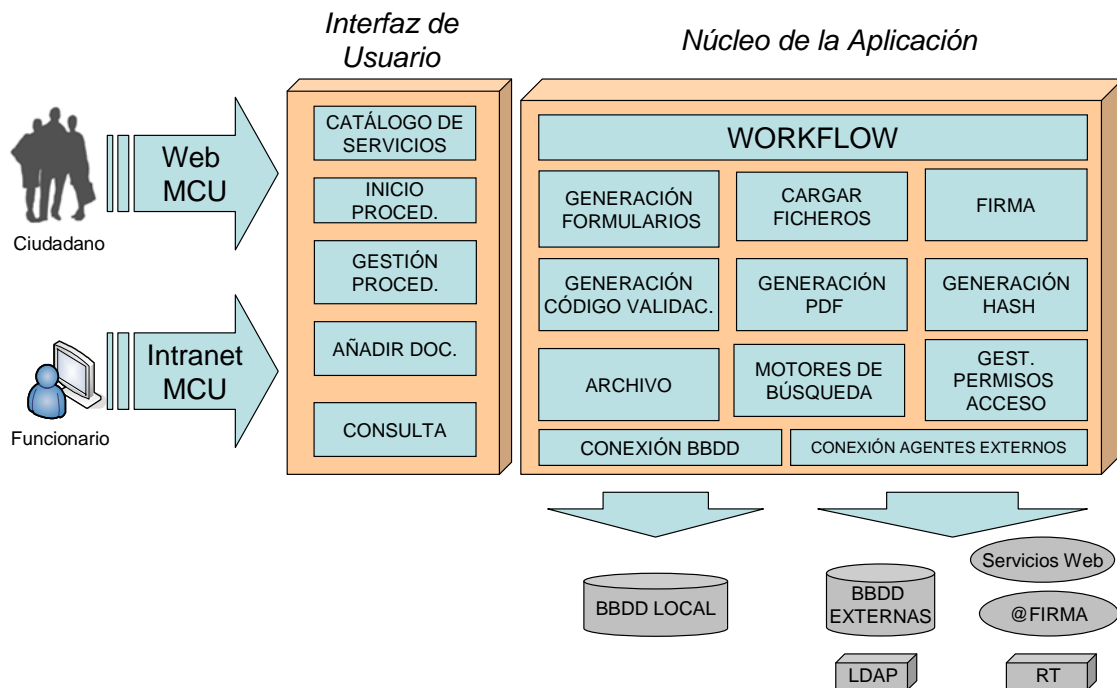 Interfaz de
Usuario
Núcleo de la Aplicación
Web
MCU
Ciudadano
Intranet
MCU
Funcionario
CATÁLOGO DE
SERVICIOS
INICIO
PROCED.
GESTIÓN
PROCED.
AÑADIR DOC.
CONSULTA
WORKFLOW
GENERACIÓN
FORMULARIOS
CARGAR
FICHEROS
FIRMA
GENERACIÓN
CÓDIGO VALIDAC.
GENERACIÓN
PDF
GENERACIÓN
HASH
ARCHIVO
MOTORES DE
BÚSQUEDA
GEST.
PERMISOS
ACCESO
CONEXIÓN BBDD
CONEXIÓN AGENTES EXTERNOS
BBDD LOCAL
BBDD
EXTERNAS
Servicios Web
@FIRMA
LDAP
RT